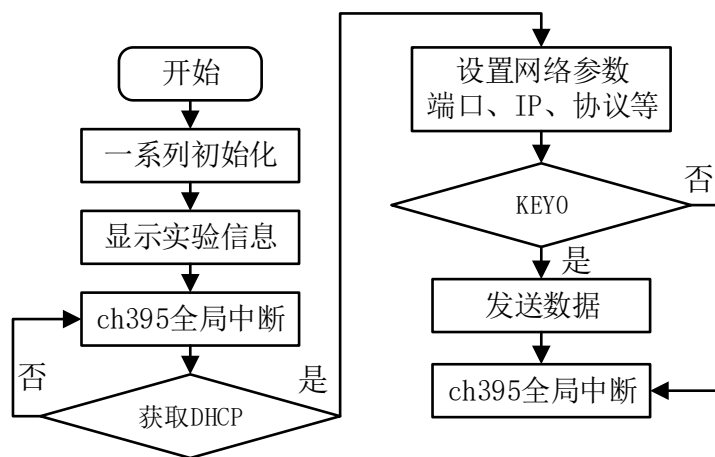 开始
一系列初始化
显示实验信息
ch395全局中断
否
是
获取DHCP
设置网络参数
端口、IP、协议等
KEY0
否
是
发送数据
ch395全局中断